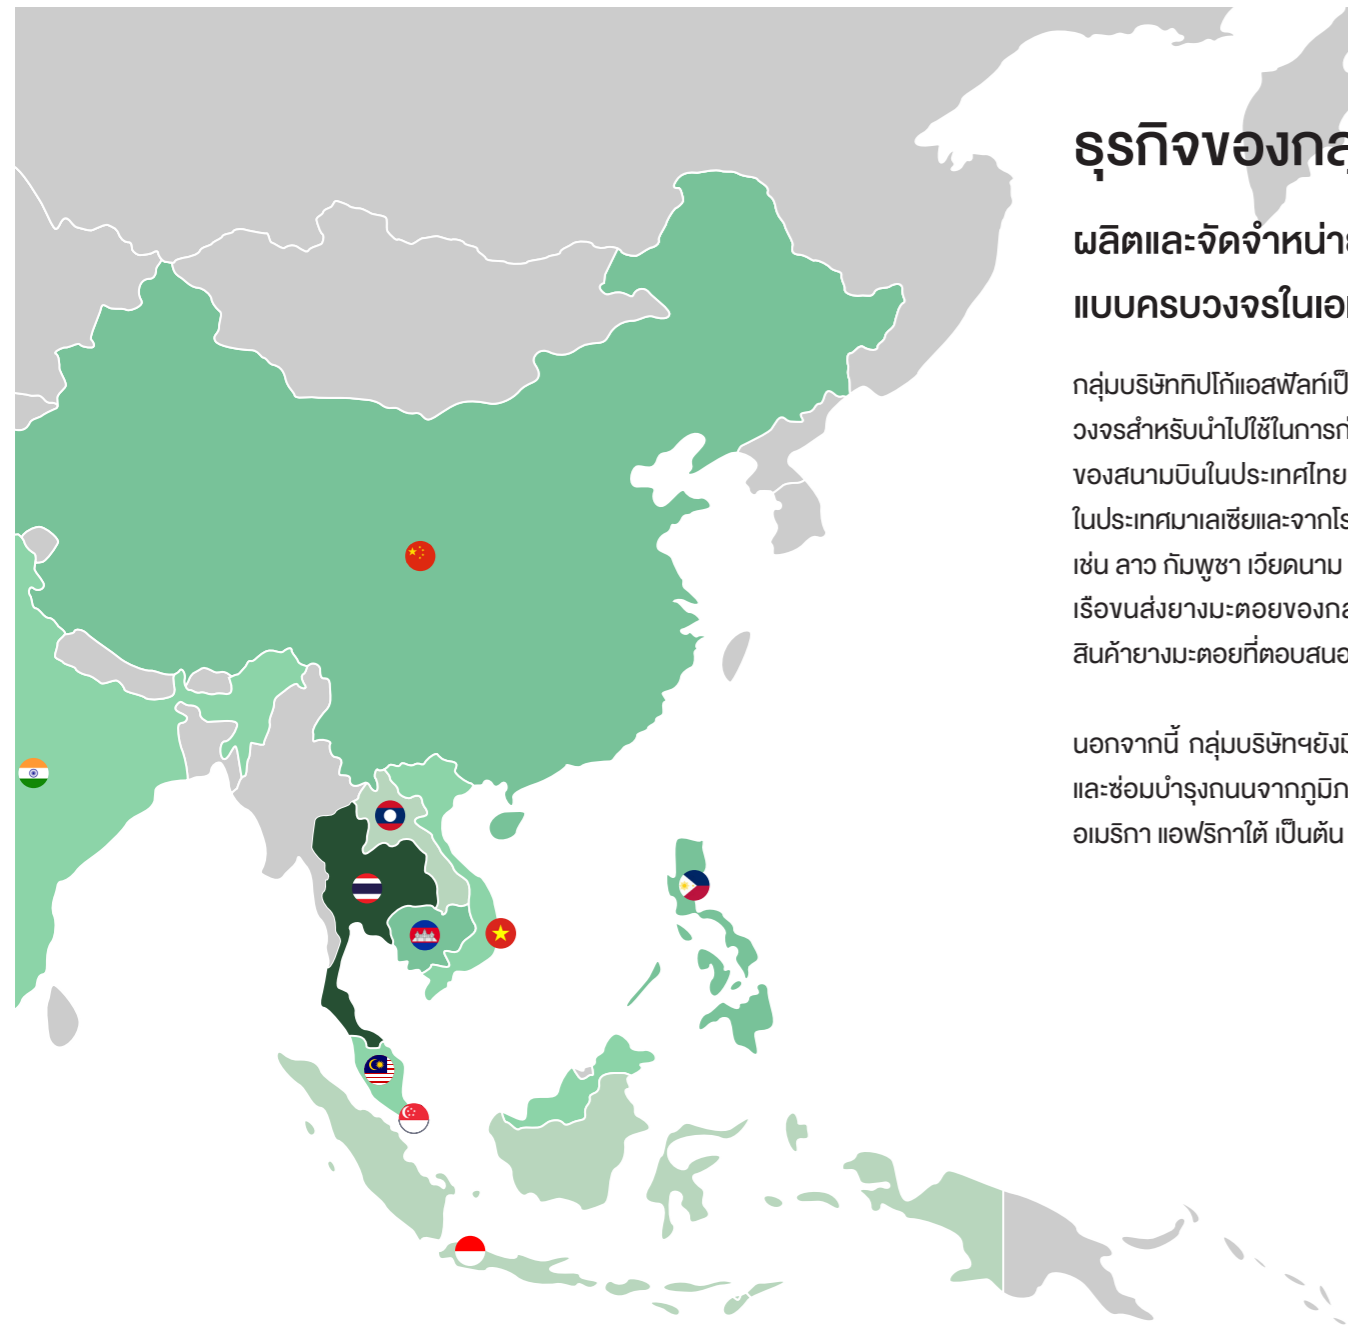 ธุรกิจของกลุ่
ผลิตและจัดจำหน่าย
แบบครบวงจรในเอเ
กลุ่มบริษัททิปโก้แอสฟัลท์เป็
วงจรสำหรับนำไปใช้ในการก่
ของสนามบินในประเทศไทย
ในประเทศมาเลเซียและจากโร
เช่น ลาว กัมพูชา เวียดนาม
เรือขนส่งยางมะตอยของกล
สินค้ายางมะตอยที่ตอบสนอ
นอกจากนี้ กลุ่มบริษัทฯยังมี
และซ่อมบำรุงถนนจากภูมิภ
อเมริกา แอฟริกาใต้ เป็นต้น